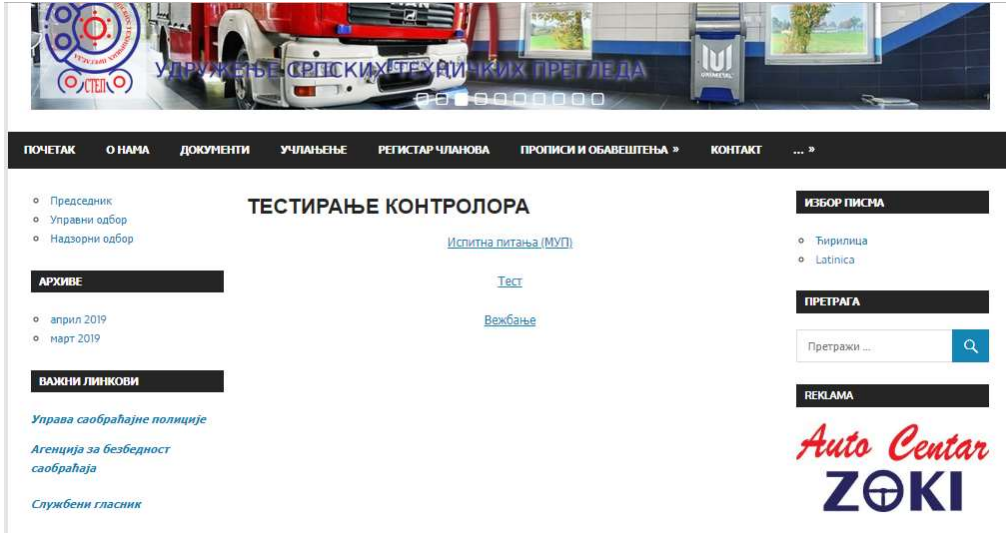 СТЕП
УДРУЖЕЊЕ СРПСКИХ ТЕХНИЧКИХ ПРЕГЛЕДА
UNIMETAL
ПОЧЕТАК О НАМА ДОКУМЕНТИ УЧЛАЊЕЊЕ РЕГИСТАР ЧЛАНОВА ПРОПИСИ И ОБАВЕШТЕЊА » КОНТАКТ ... »
Председник
Управни одбор
Надзорни одбор
АРХИВЕ
април 2019
март 2019
ВАЖНИ ЛИНКОВИ
Управа саобраћајне полиције
Агенција за безбедност
саобраћаја
Службени гласник
ТЕСТИРАЊЕ КОНТРОЛОРА
Испитна питања (МУП)
Тест
Вежбање
ИЗБОР ПИСМА
Ћирилица
Latinica
ПРЕТРАГА
Претражи ...
REKLAMA
Auto Centar
ZOKI